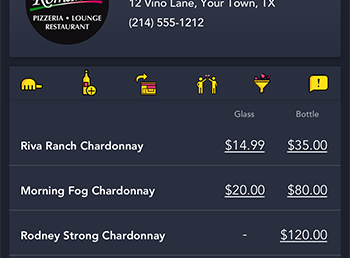 12 Vino Lane, Your Town, TX
PIZZERIA • LOUNGE
RESTAURANT
(214) 555-1212
Glass Bottle
Riva Ranch Chardonnay $14.99 $35.00
Morning Fog Chardonnay $20.00 $80.00
Rodney Strong Chardonnay - $120.00